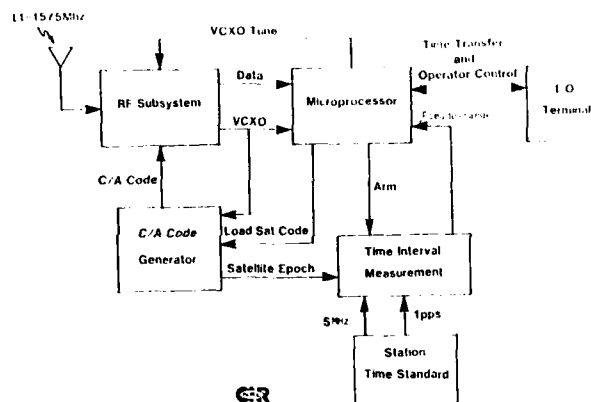 L1-1575Mhz
VCXO Tune
Time Transfer
and
Operator Control
Data
RF Subsystem
Microprocessor
I/O
Terminal
VCXO
C/A Code
Arm
C/A Code
Generator
Load Sat Code
Satellite Epoch
Time Interval
Measurement
5MHz
1pps
Station
Time Standard